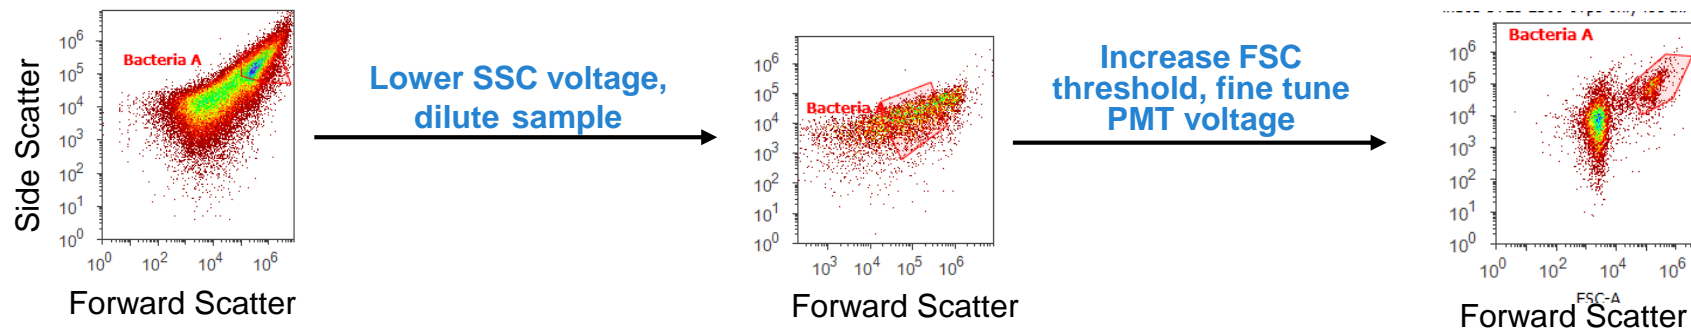 Side Scatter
10^6
10^5
10^4
10^3
10^2
10^1
10^0
Bacteria A
10^0 10^2 10^4 10^6
Forward Scatter
Lower SSC voltage,
dilute sample
10^6
10^5
10^4
10^3
10^2
10^1
10^0
Bacteria A
10^3 10^4 10^5 10^6
Forward Scatter
Increase FSC
threshold, fine tune
PMT voltage
Bacteria A
10^6
10^5
10^4
10^3
10^2
10^1
10^0
10^0 10^2 10^4 10^6
FSC-A
Forward Scatter